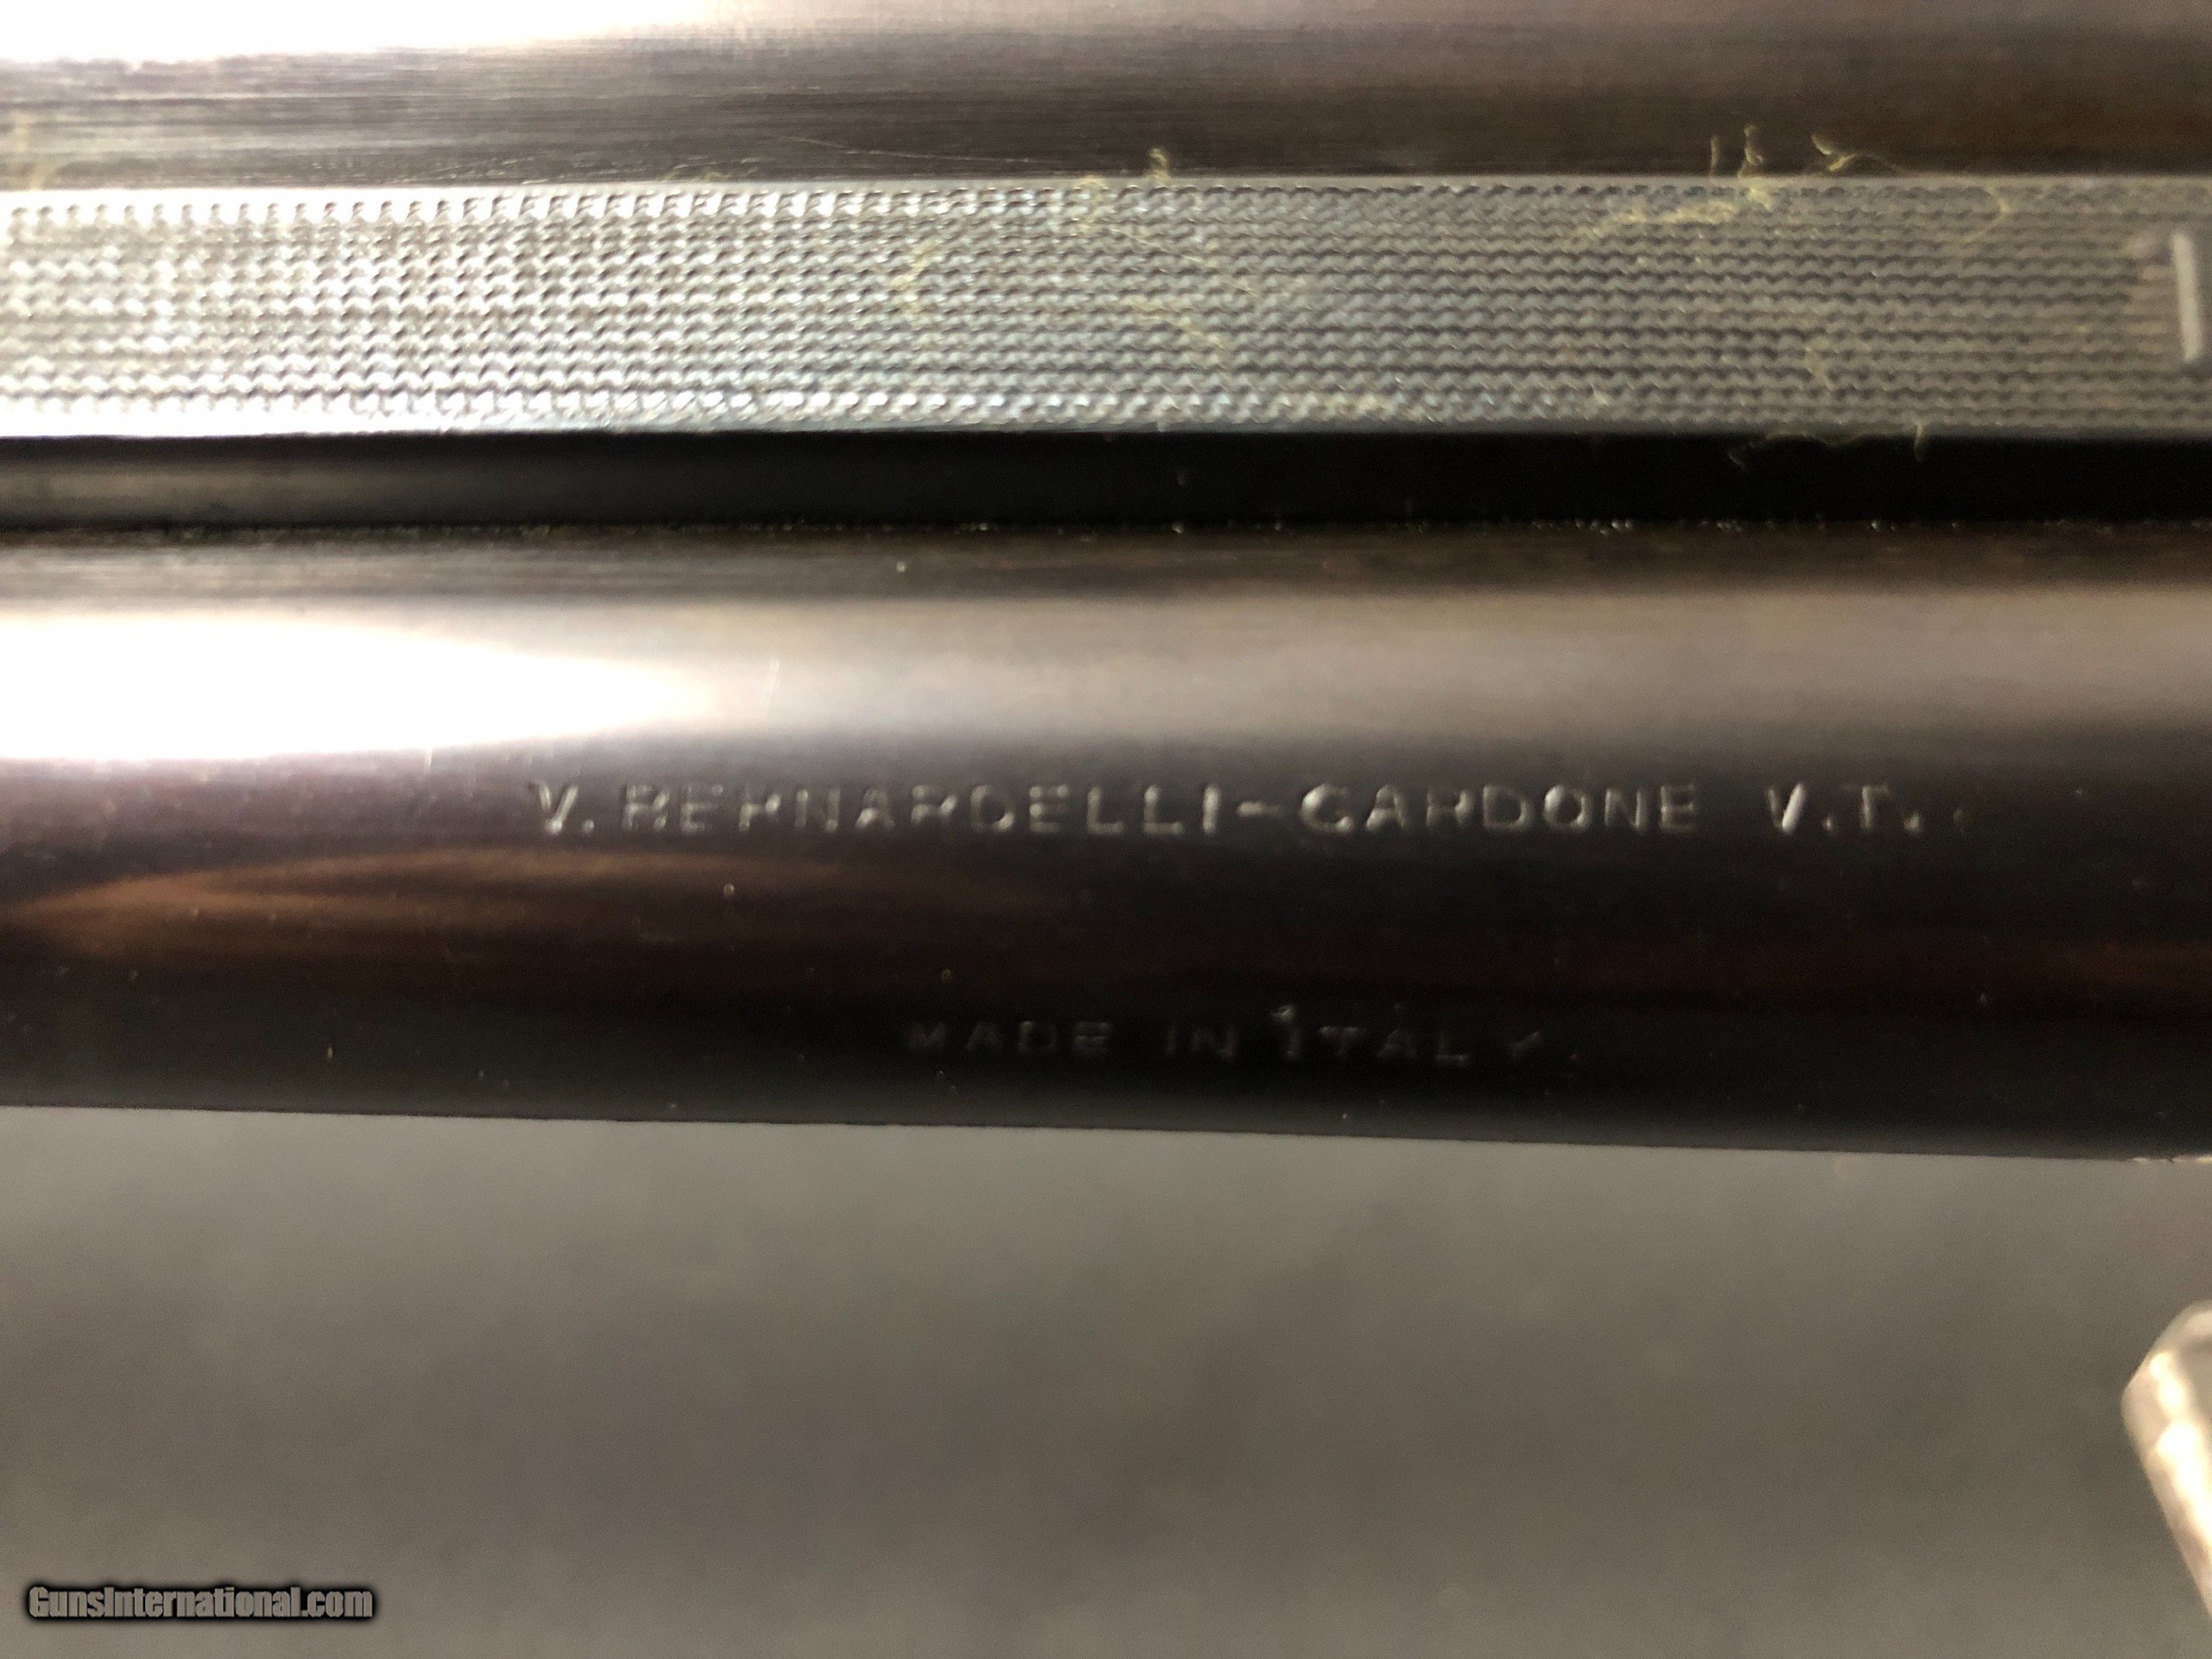 V. BERNARDELLI-GARDONE V.T.
MADE IN ITALY.
GunsInternational.com